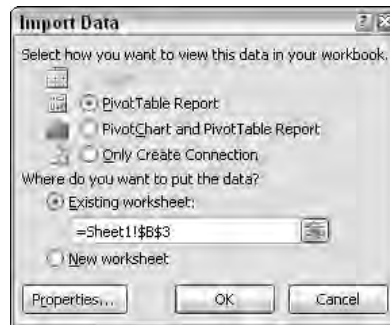 Import Data
Select how you want to view this data in your workbook.
PivotTable Report
PivotChart and PivotTable Report
Only Create Connection
Where do you want to put the data?
Existing worksheet:
=Sheet1!$B$3
New worksheet
Properties...
OK
Cancel